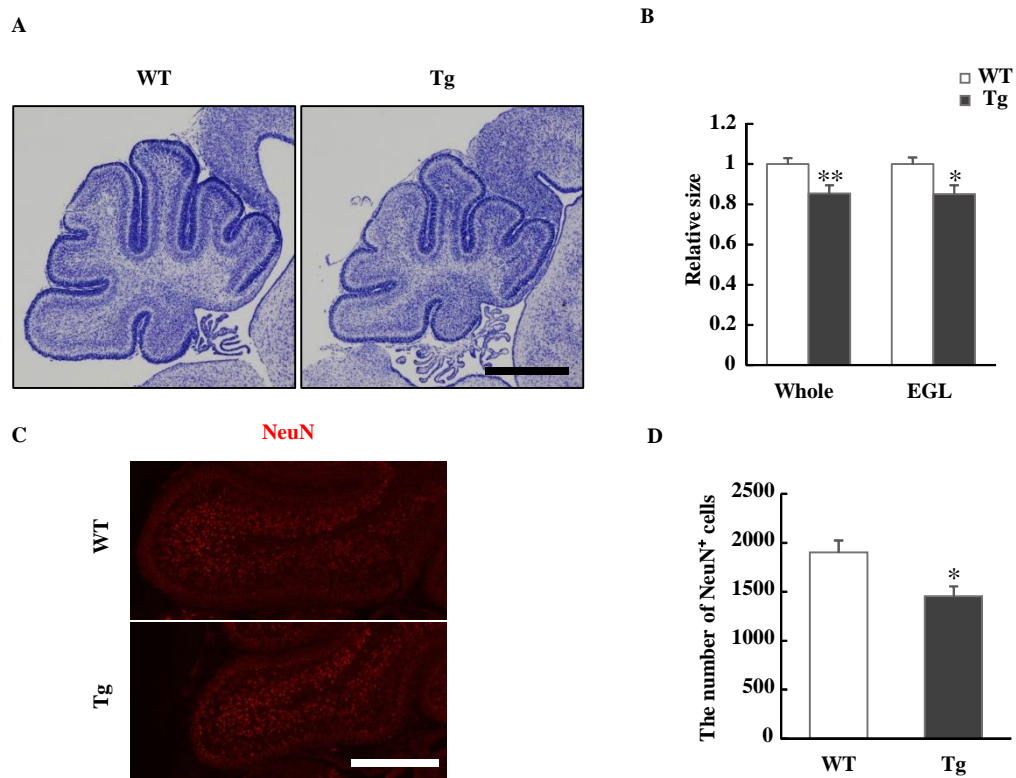 A
WT
Tg
B
WT
Tg
Relative size
1.2
1
0.8
0.6
0.4
0.2
0
**
*
Whole
EGL
C
NeuN
WT
Tg
D
The number of NeuN⁺ cells
2500
2000
1500
1000
500
0
*
WT
Tg